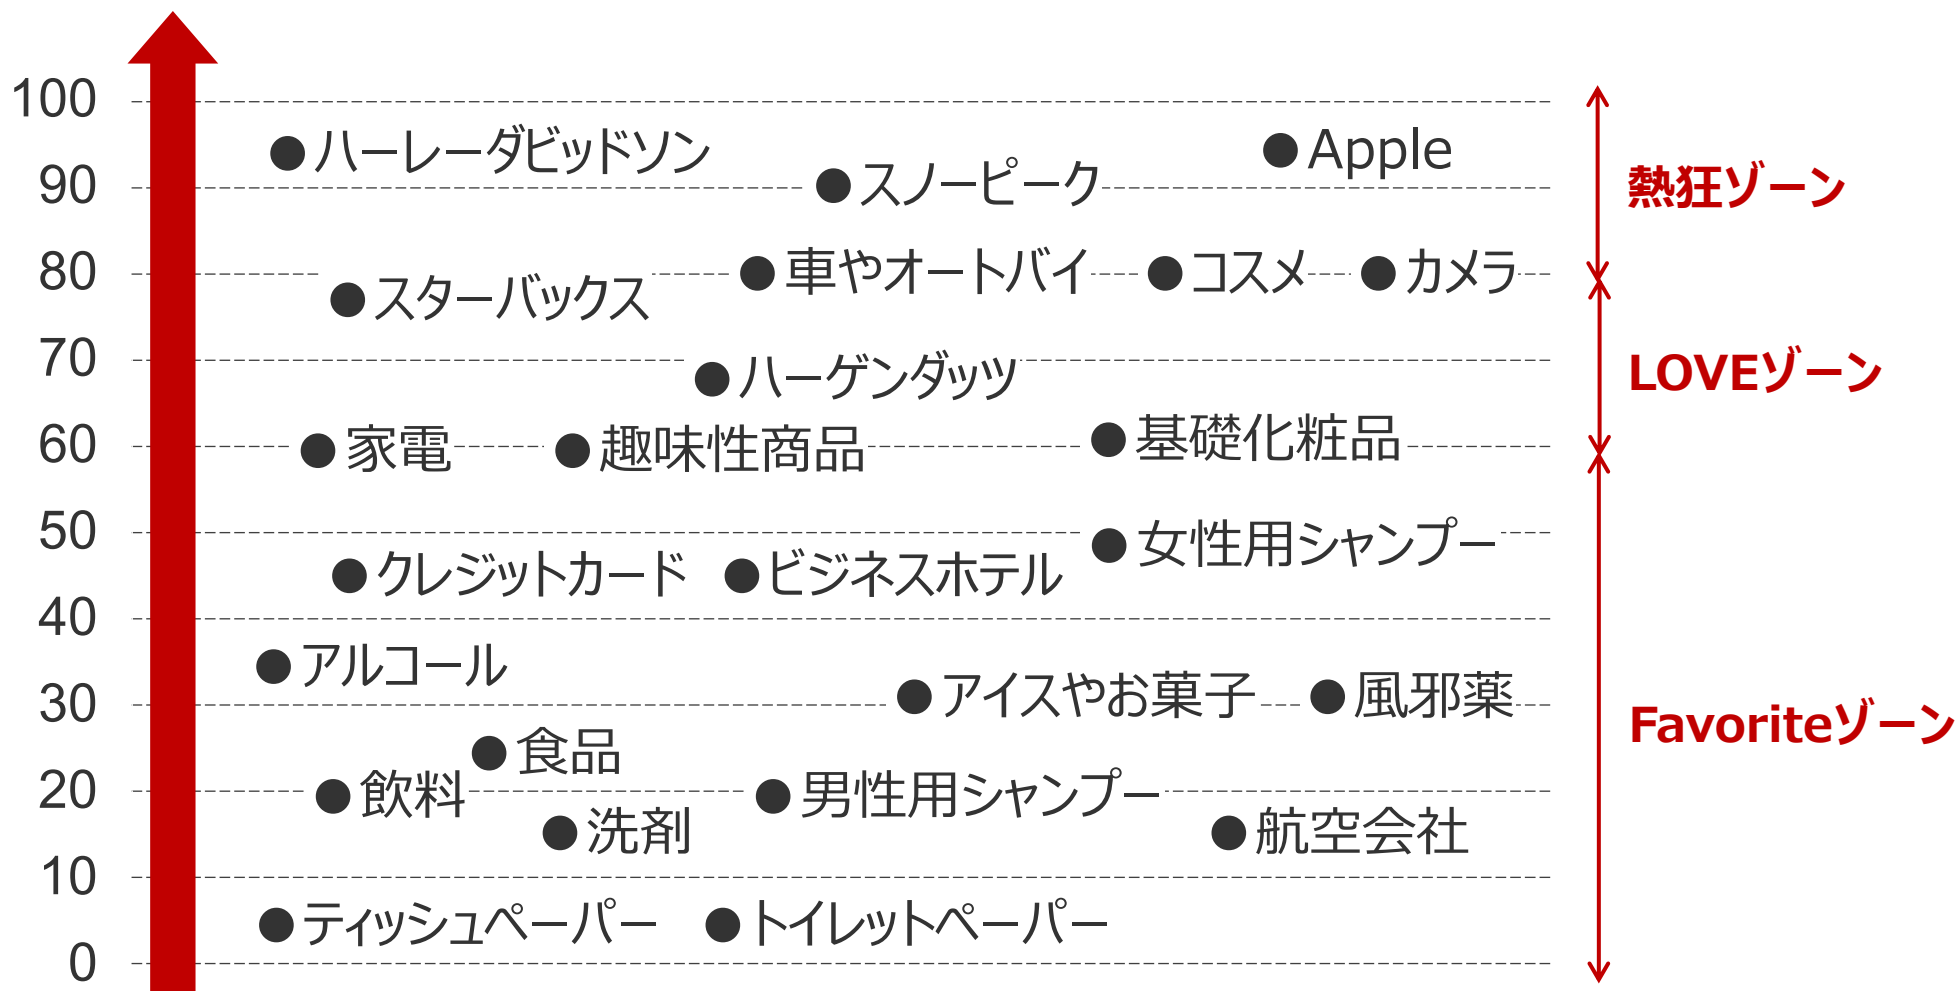 100
ハーレーダビッドソン
Apple
90
スノーピーク
熱狂ゾーン
80
車やオートバイ
コスメ
カメラ
スターバックス
70
ハーゲンダッツ
LOVEゾーン
60
家電
趣味性商品
基礎化粧品
50
女性用シャンプー
クレジットカード
ビジネスホテル
40
アルコール
30
アイスやお菓子
風邪薬
Favoriteゾーン
食品
20
飲料
男性用シャンプー
洗剤
航空会社
10
ティッシュペーパー
トイレットペーパー
0